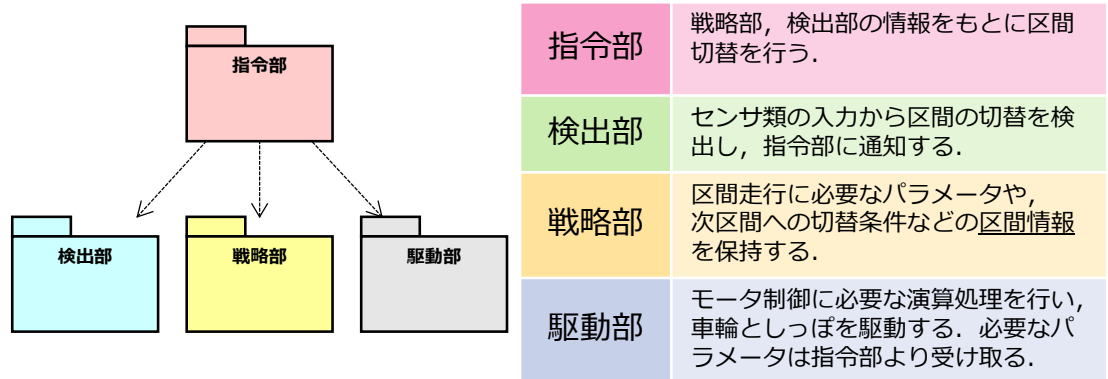 指令部
検出部
戦略部
駆動部
指令部
戦略部，検出部の情報をもとに区間
切替を行う．
検出部
センサ類の入力から区間の切替を検
出し，指令部に通知する．
戦略部
区間走行に必要なパラメータや，
次区間への切替条件などの区間情報
を保持する．
駆動部
モータ制御に必要な演算処理を行い，
車輪としっぽを駆動する．必要なパ
ラメータは指令部より受け取る．